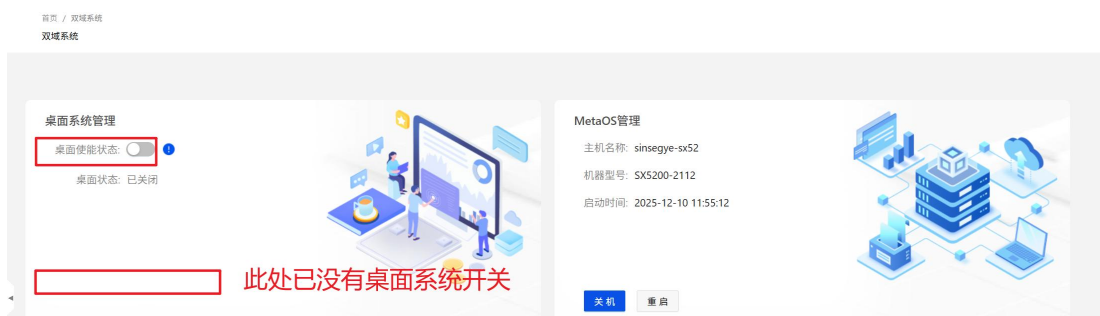 首页 / 双域系统
双域系统
桌面系统管理
桌面使能状态:
桌面状态: 已关闭
此处已没有桌面系统开关
MetaOS管理
主机名称: sinsegye-sx52
机器型号: SX5200-2112
启动时间: 2025-12-10 11:55:12
关 机 重 启